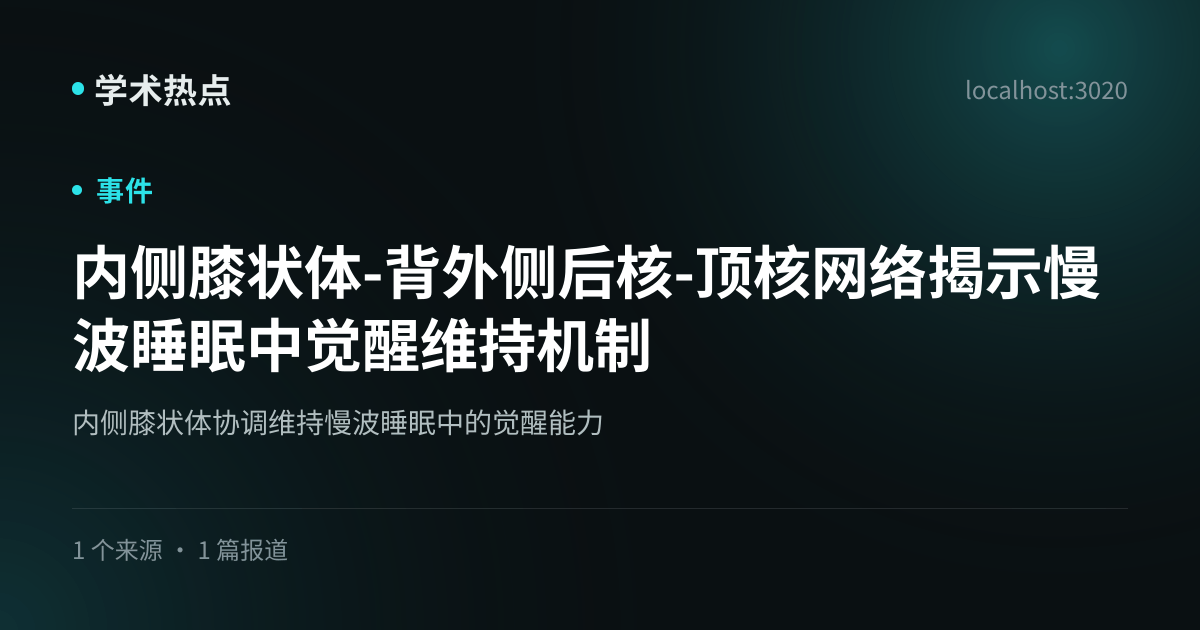 学术热点
localhost:3020
事件
内侧膝状体-背外侧后核-顶核网络揭示慢
波睡眠中觉醒维持机制
内侧膝状体协调维持慢波睡眠中的觉醒能力
1 个来源 · 1 篇报道